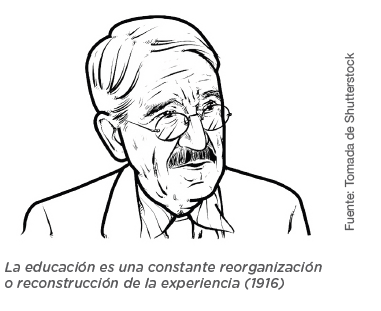 La educación es una constante reorganización
o reconstrucción de la experiencia (1916)
Fuente: Tomada de Shutterstock